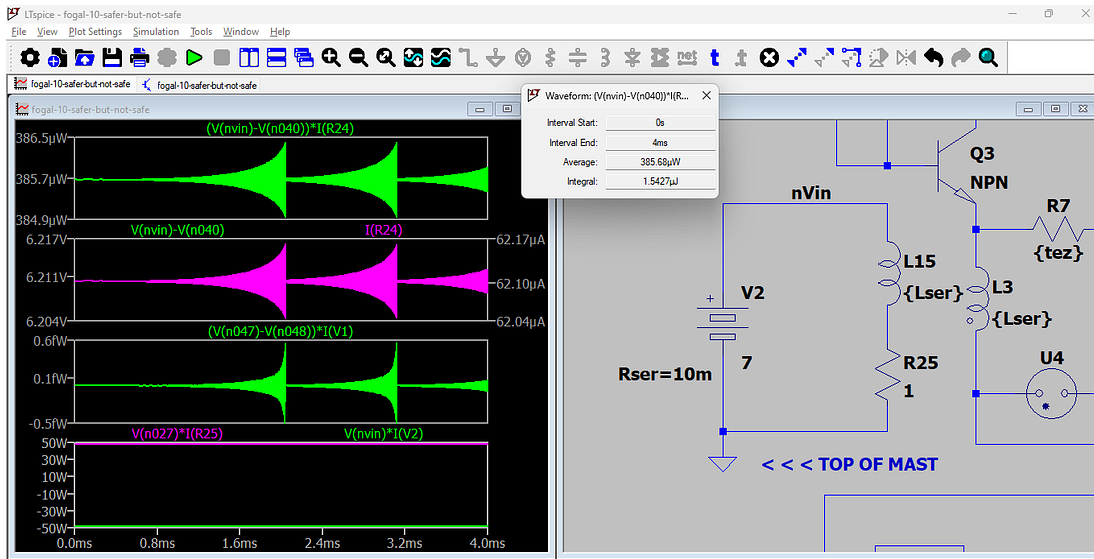 LTspice - fogal-10-safer-but-not-safe
File View Plot Settings Simulation Tools Window Help
net t t
fogal-10-safer-but-not-safe fogal-10-safer-but-not-safe
fogal-10-safer-but-not-safe
(V(nvin)-V(n040))*I(R24)
386.5µW
385.7µW
384.9µW
V(nvin)-V(n040) I(R24)
6.217V 62.17µA
6.211V 62.10µA
6.204V 62.04µA
(V(n047)-V(n048))*I(V1)
0.6fW
0.1fW
-0.5fW
V(n027)*I(R25) V(nvin)*I(V2)
50W
30W
10W
-10W
-30W
-50W
0.0ms 0.8ms 1.6ms 2.4ms 3.2ms 4.0ms
Waveform: (V(nvin)-V(n040))*I(R...
Interval Start: 0s
Interval End: 4ms
Average: 385.68µW
Integral: 1.5427µJ
Q3
NPN
nVin
R7
{tez}
L15
{Lser}
L3
{Lser}
+
V2
7
Rser=10m
R25
1
U4
< < < TOP OF MAST